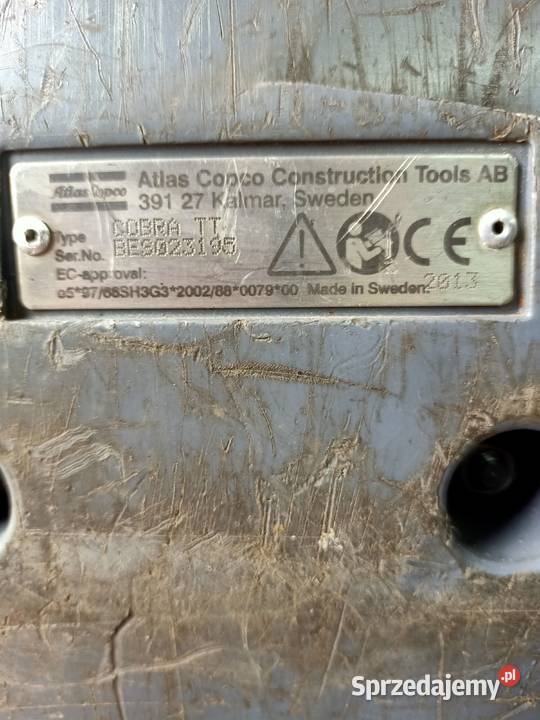 Atlas Copco
Atlas Copco Construction Tools AB
391 27 Kalmar, Sweden
Type COBRA TT
Ser.No. BES023195
EC-approval:
e5*97/68SH3G3*2002/88*0079*00 Made in Sweden 2013
CE
Sprzedajemy.pl